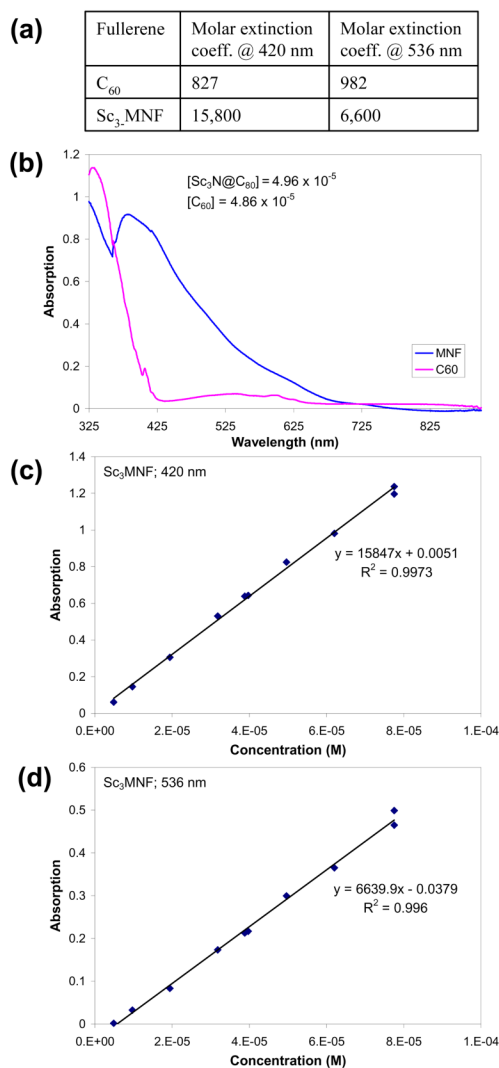 (a)
Fullerene Molar extinction coeff. @ 420 nm Molar extinction coeff. @ 536 nm
C60 827 982
Sc3-MNF 15,800 6,600
(b)
1.2
1
0.8
0.6
0.4
0.2
0
Absorption
[Sc3N@C80] = 4.96 x 10-5
[C60] = 4.86 x 10-5
MNF
C60
325 425 525 625 725 825
Wavelength (nm)
(c)
Sc3MNF; 420 nm
1.4
1.2
1
0.8
0.6
0.4
0.2
0
Absorption
y = 15847x + 0.0051
R2 = 0.9973
0.E+00 2.E-05 4.E-05 6.E-05 8.E-05 1.E-04
Concentration (M)
(d)
Sc3MNF; 536 nm
0.6
0.5
0.4
0.3
0.2
0.1
0
Absorption
y = 6639.9x - 0.0379
R2 = 0.996
0.E+00 2.E-05 4.E-05 6.E-05 8.E-05 1.E-04
Concentration (M)